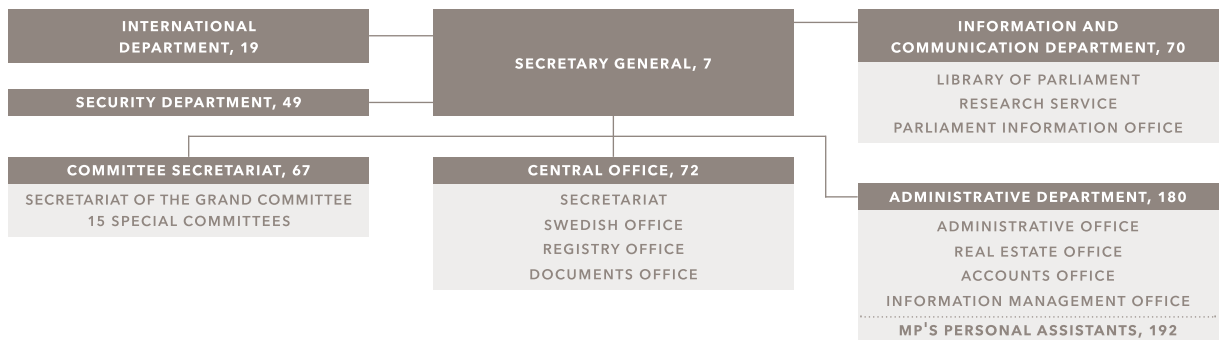 INTERNATIONAL
DEPARTMENT, 19
SECURITY DEPARTMENT, 49
SECRETARY GENERAL, 7
INFORMATION AND
COMMUNICATION DEPARTMENT, 70
LIBRARY OF PARLIAMENT
RESEARCH SERVICE
PARLIAMENT INFORMATION OFFICE
COMMITTEE SECRETARIAT, 67
SECRETARIAT OF THE GRAND COMMITTEE
15 SPECIAL COMMITTEES
CENTRAL OFFICE, 72
SECRETARIAT
SWEDISH OFFICE
REGISTRY OFFICE
DOCUMENTS OFFICE
ADMINISTRATIVE DEPARTMENT, 180
ADMINISTRATIVE OFFICE
REAL ESTATE OFFICE
ACCOUNTS OFFICE
INFORMATION MANAGEMENT OFFICE
MP'S PERSONAL ASSISTANTS, 192